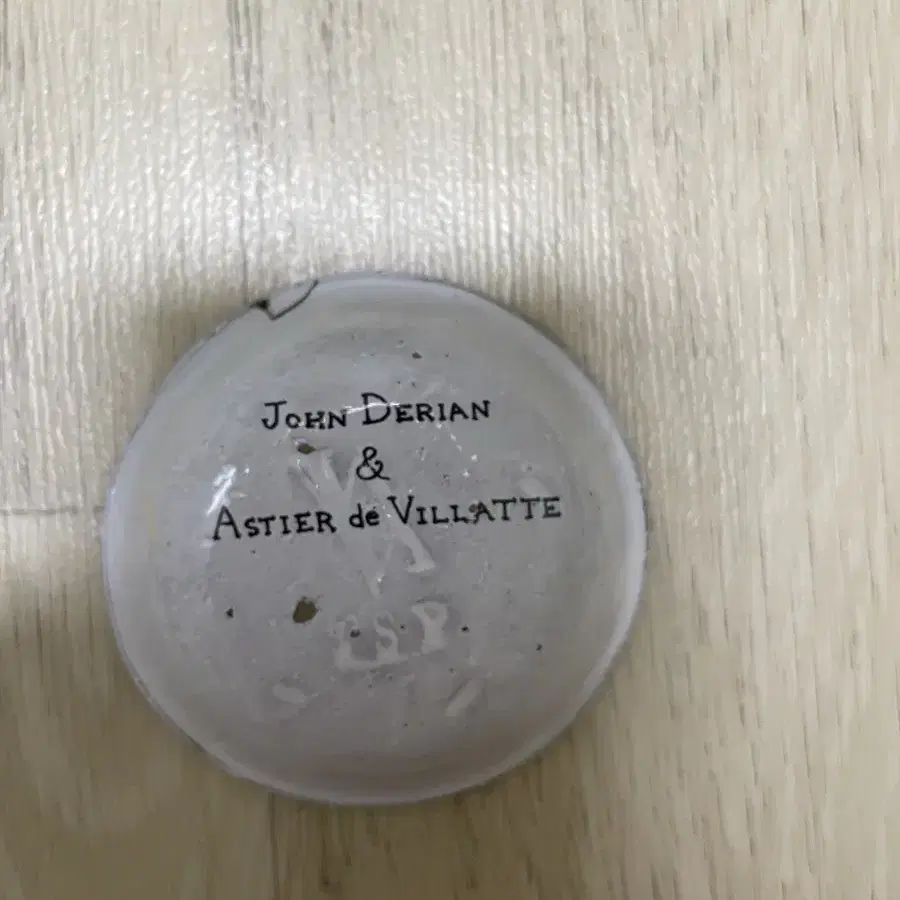 JOHN DERIAN
&
ASTIER de VILLATTE